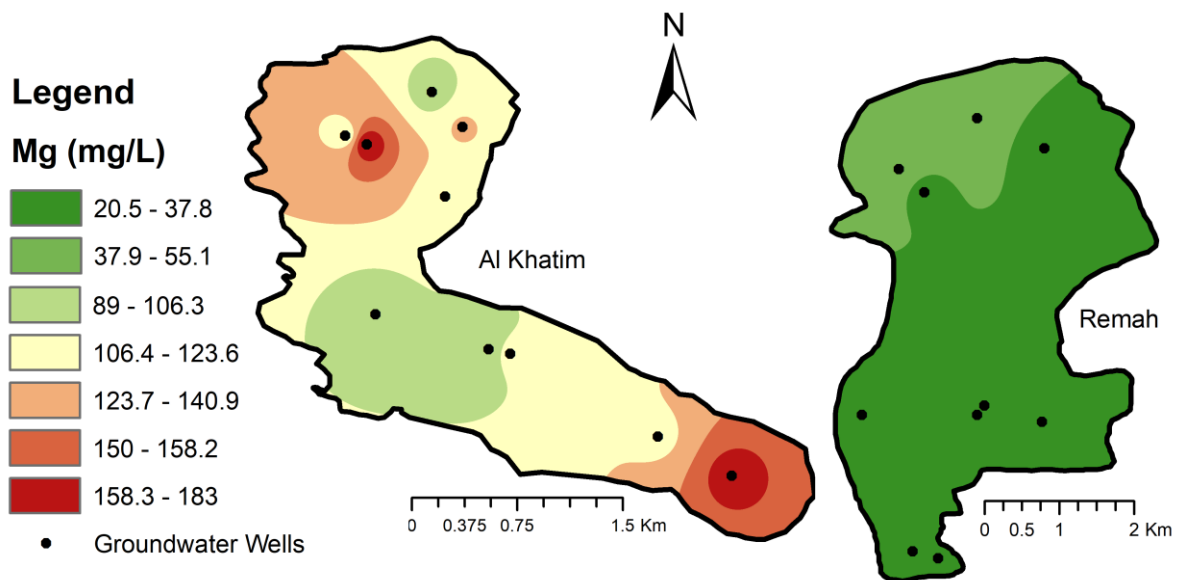 N
Legend
Mg (mg/L)
20.5 - 37.8
37.9 - 55.1
89 - 106.3
106.4 - 123.6
123.7 - 140.9
150 - 158.2
158.3 - 183
Groundwater Wells
Al Khatim
Remah
0 0.375 0.75 1.5 Km
0 0.5 1 2 Km